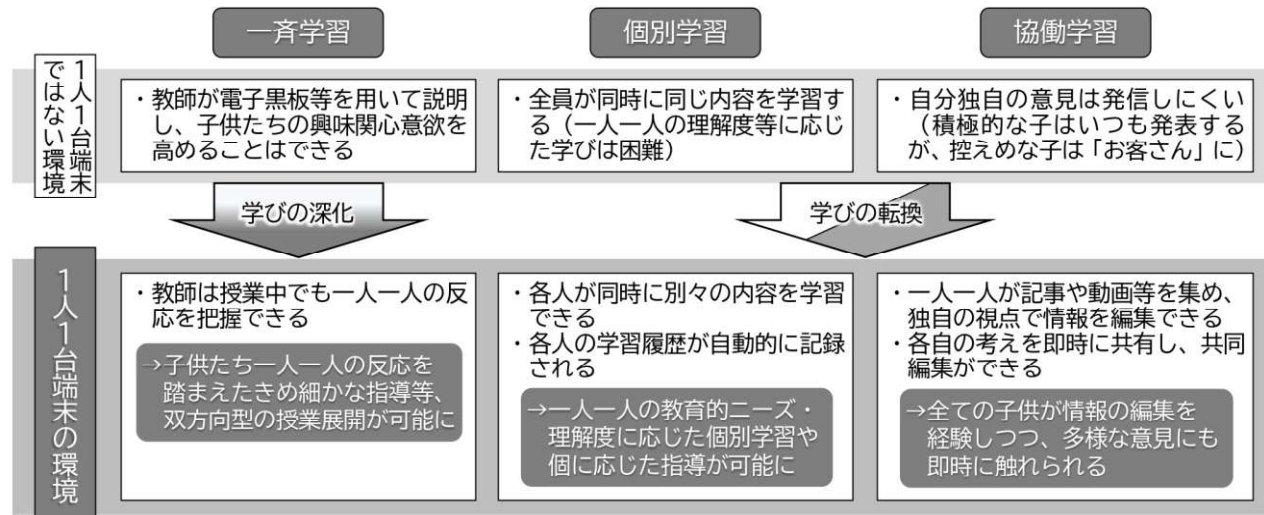 一斉学習
個別学習
協働学習
1人1台端末
ではない環境
・教師が電子黒板等を用いて説明
し、子供たちの興味関心意欲を
高めることはできる
・全員が同時に同じ内容を学習す
る（一人一人の理解度等に応じ
た学びは困難）
・自分独自の意見は発信しにくい
（積極的な子はいつも発表する
が、控えめな子は「お客さん」に）
学びの深化
学びの転換
1人1台端末の環境
・教師は授業中でも一人一人の反
応を把握できる
→子供たち一人一人の反応を
踏まえたきめ細かな指導等、
双方向型の授業展開が可能に
・各人が同時に別々の内容を学習
できる
・各人の学習履歴が自動的に記録
される
→一人一人の教育的ニーズ・
理解度に応じた個別学習や
個に応じた指導が可能に
・一人一人が記事や動画等を集め、
独自の視点で情報を編集できる
・各自の考えを即時に共有し、共同
編集ができる
→全ての子供が情報の編集を
経験しつつ、多様な意見にも
即時に触れられる